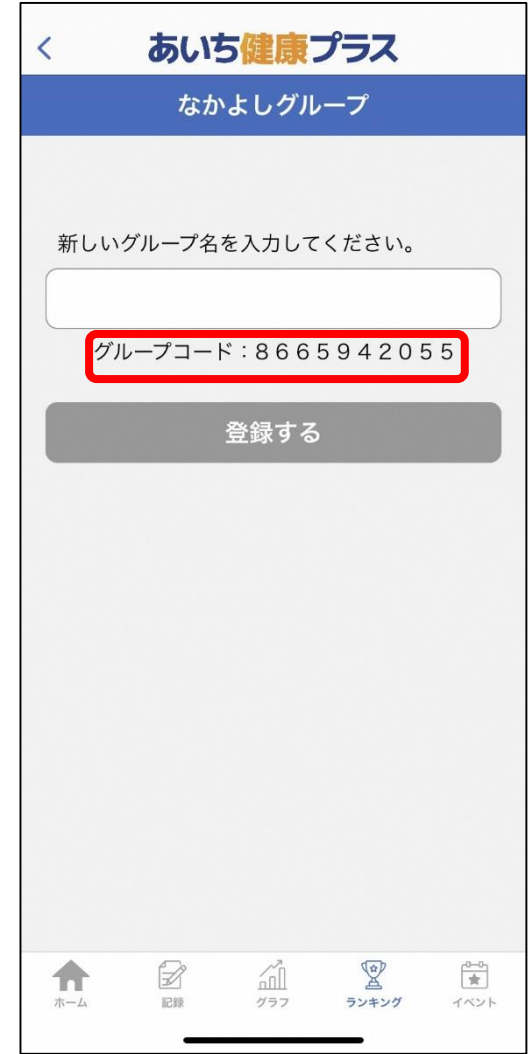 あいち健康プラス
なかよしグループ
新しいグループ名を入力してください。
グループコード：８６６５９４２０５５
登録する
ホーム
記録
グラフ
ランキング
イベント